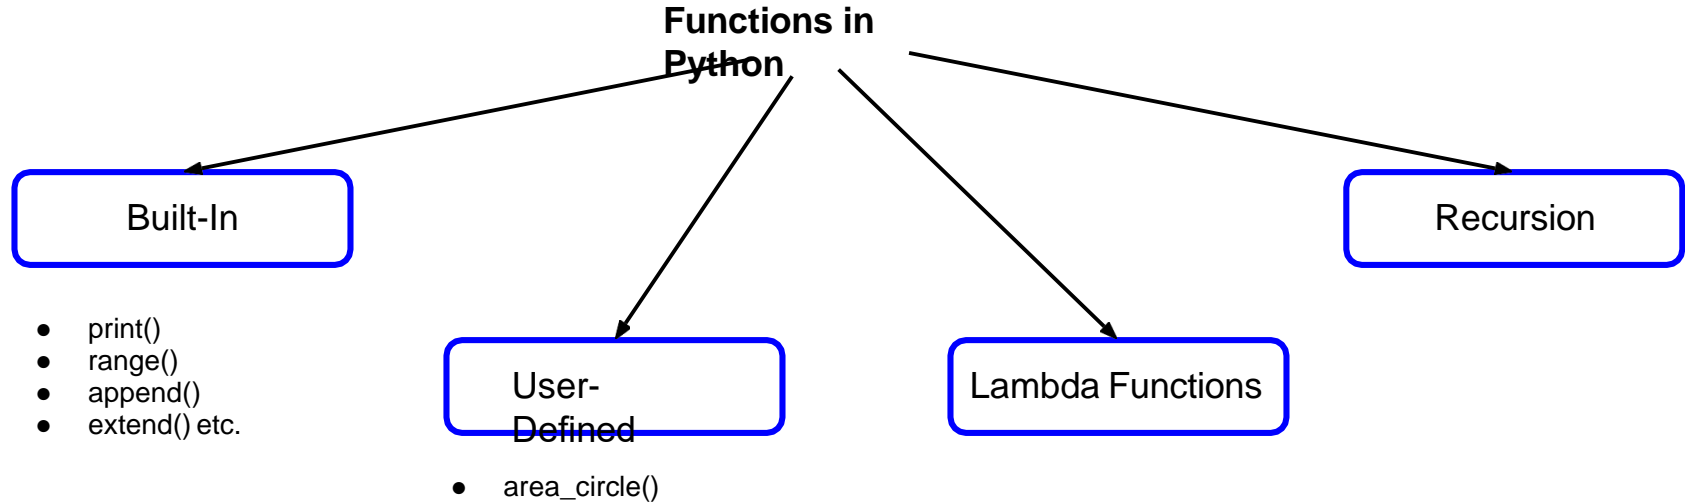 Functions in
Python
Built-In
Recursion
● print()
● range()
● append()
● extend() etc.
User-
Defined
Lambda Functions
● area_circle()